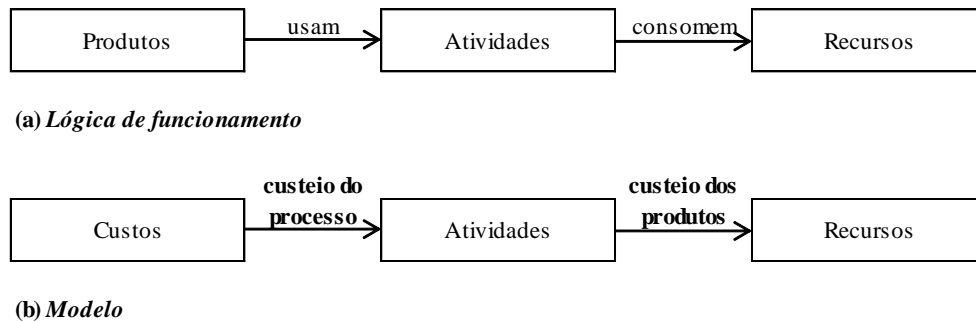 Produtos usam Atividades consomem Recursos
(a) Lógica de funcionamento
custeio do processo custeio dos produtos
Custos Atividades Recursos
(b) Modelo